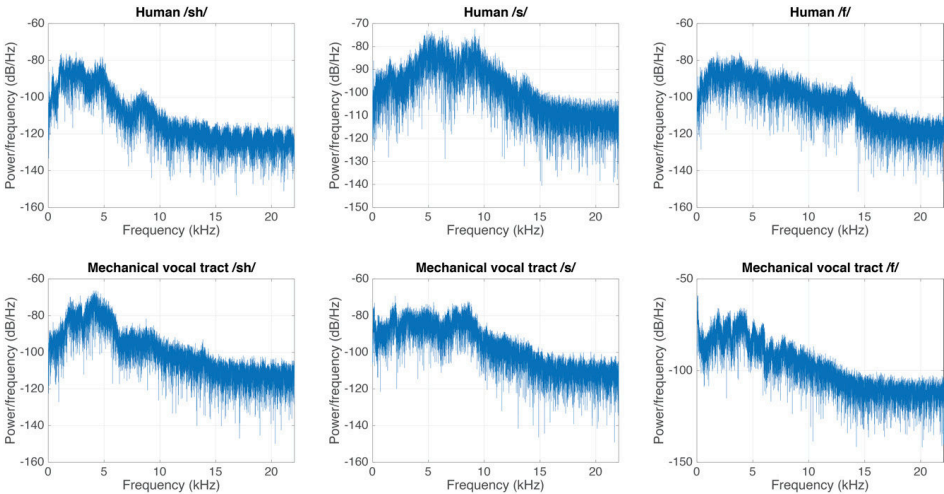 Human /sh/
Human /s/
Human /f/
-60
-80
-100
-120
-140
-160
Power/frequency (dB/Hz)
0 5 10 15 20
Frequency (kHz)
-70
-90
-110
-130
-150
Power/frequency (dB/Hz)
0 5 10 15 20
Frequency (kHz)
-60
-80
-100
-120
-140
-160
Power/frequency (dB/Hz)
0 5 10 15 20
Frequency (kHz)
Mechanical vocal tract /sh/
Mechanical vocal tract /s/
Mechanical vocal tract /f/
-60
-80
-100
-120
-140
-160
Power/frequency (dB/Hz)
0 5 10 15 20
Frequency (kHz)
-60
-80
-100
-120
-140
-160
Power/frequency (dB/Hz)
0 5 10 15 20
Frequency (kHz)
-50
-100
-150
Power/frequency (dB/Hz)
0 5 10 15 20
Frequency (kHz)